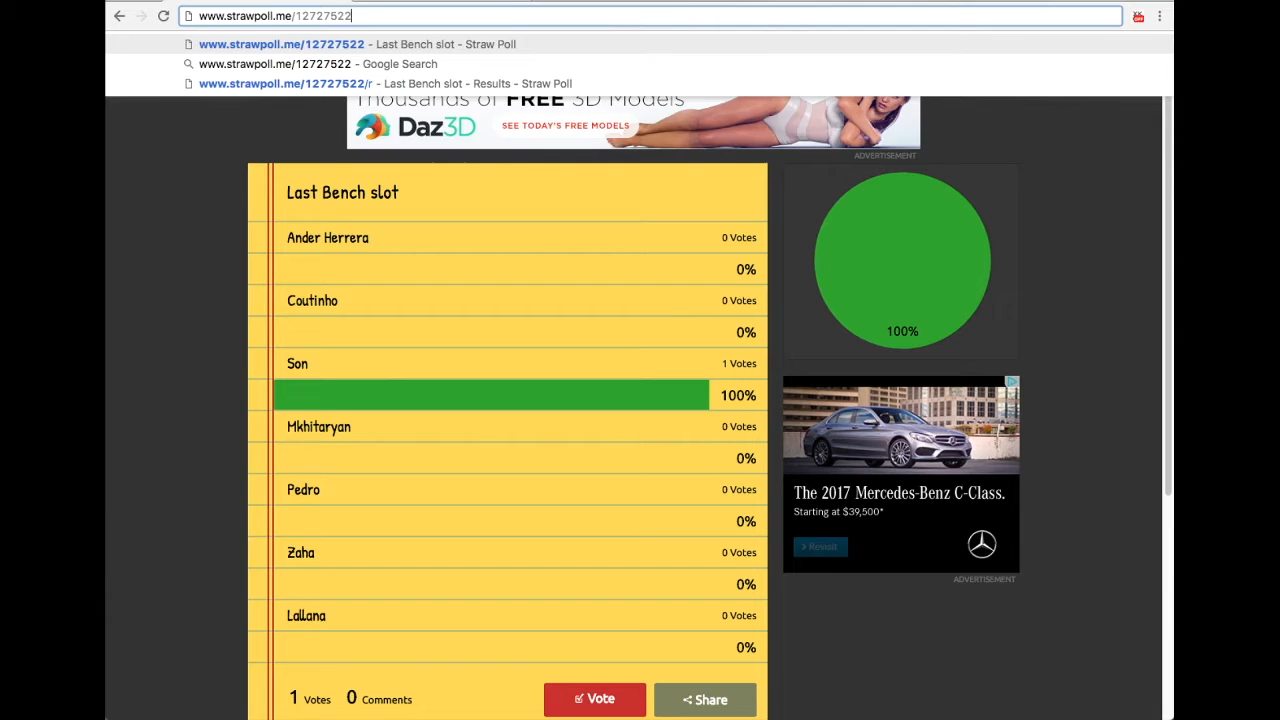 www.strawpoll.me/12727522
www.strawpoll.me/12727522 - Last Bench slot - Straw Poll
www.strawpoll.me/12727522 - Google Search
www.strawpoll.me/12727522/r - Last Bench slot - Results - Straw Poll
Thousands of FREE 3D Models
Daz3D
SEE TODAY'S FREE MODELS
ADVERTISEMENT
Last Bench slot
Ander Herrera 0 Votes
0%
Coutinho 0 Votes
0%
Son 1 Votes
100%
Mkhitaryan 0 Votes
0%
Pedro 0 Votes
0%
Zaha 0 Votes
0%
Lallana 0 Votes
0%
1 Votes 0 Comments
Vote
Share
100%
The 2017 Mercedes-Benz C-Class.
Starting at $39,500*
> Revisit
ADVERTISEMENT